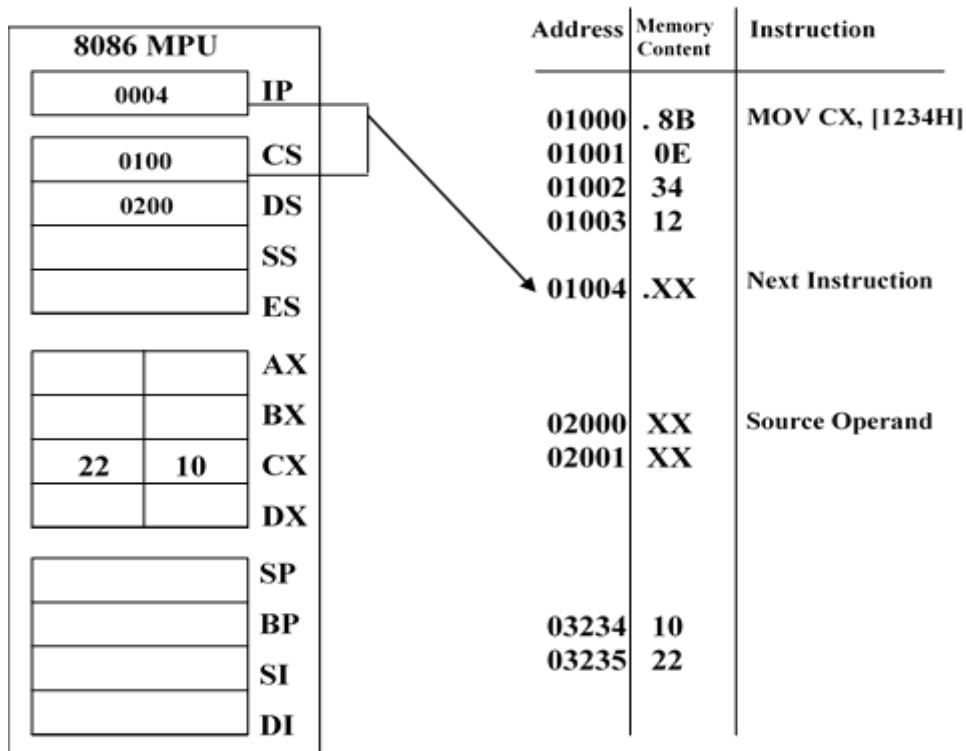 8086 MPU
0004 IP
0100 CS
0200 DS
SS
ES
AX
BX
22 10 CX
DX
SP
BP
SI
DI
Address Memory Content Instruction
01000 . 8B MOV CX, [1234H]
01001 0E
01002 34
01003 12
01004 .XX Next Instruction
02000 XX Source Operand
02001 XX
03234 10
03235 22